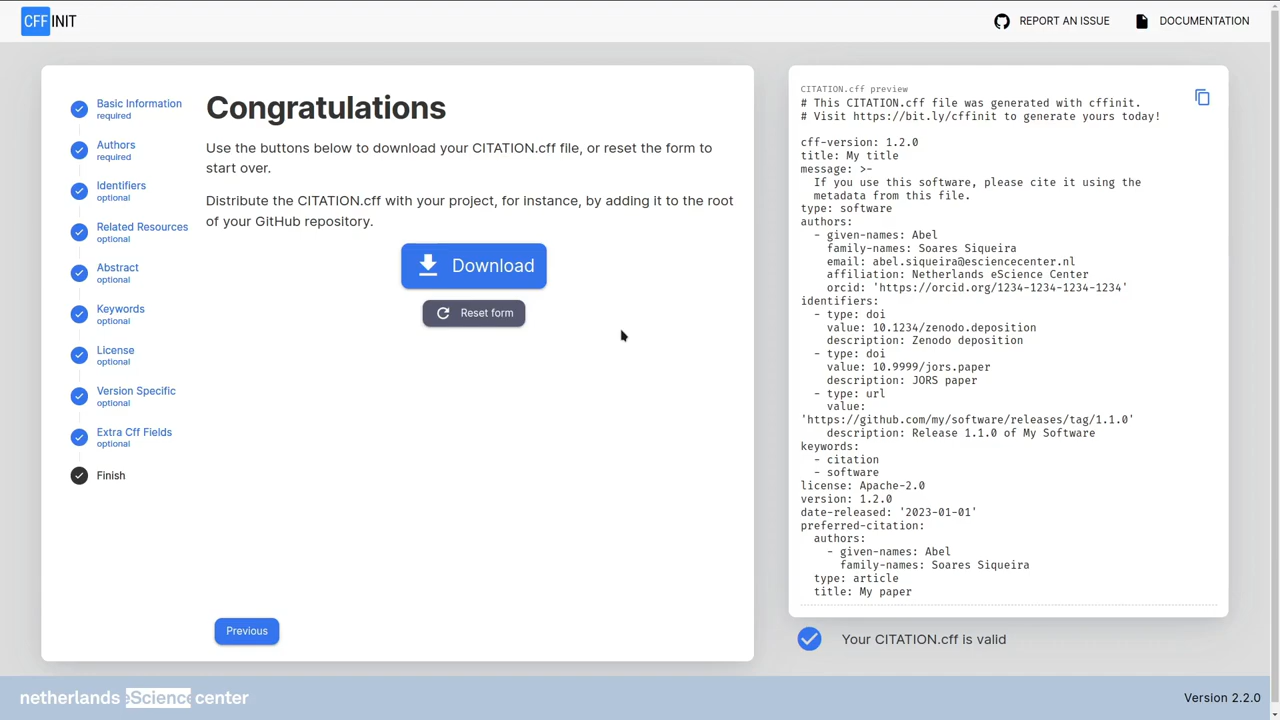 CFF INIT
REPORT AN ISSUE
DOCUMENTATION
Basic Information
required
Authors
required
Identifiers
optional
Related Resources
optional
Abstract
optional
Keywords
optional
License
optional
Version Specific
optional
Extra Cff Fields
optional
Finish
Congratulations
Use the buttons below to download your CITATION.cff file, or reset the form to
start over.
Distribute the CITATION.cff with your project, for instance, by adding it to the root
of your GitHub repository.
Download
Reset form
Previous
CITATION.cff preview
# This CITATION.cff file was generated with cffinit.
# Visit https://bit.ly/cffinit to generate yours today!
cff-version: 1.2.0
title: My title
message: >-
  If you use this software, please cite it using the
  metadata from this file.
type: software
authors:
  - given-names: Abel
    family-names: Soares Siqueira
    email: abel.siqueira@esciencecenter.nl
    affiliation: Netherlands eScience Center
    orcid: 'https://orcid.org/1234-1234-1234-1234'
identifiers:
  - type: doi
    value: 10.1234/zenodo.deposition
    description: Zenodo deposition
  - type: doi
    value: 10.9999/jors.paper
    description: JORS paper
  - type: url
    value:
'https://github.com/my/software/releases/tag/1.1.0'
    description: Release 1.1.0 of My Software
keywords:
  - citation
  - software
license: Apache-2.0
version: 1.2.0
date-released: '2023-01-01'
preferred-citation:
  authors:
    - given-names: Abel
      family-names: Soares Siqueira
  type: article
  title: My paper
Your CITATION.cff is valid
netherlands eScience center
Version 2.2.0